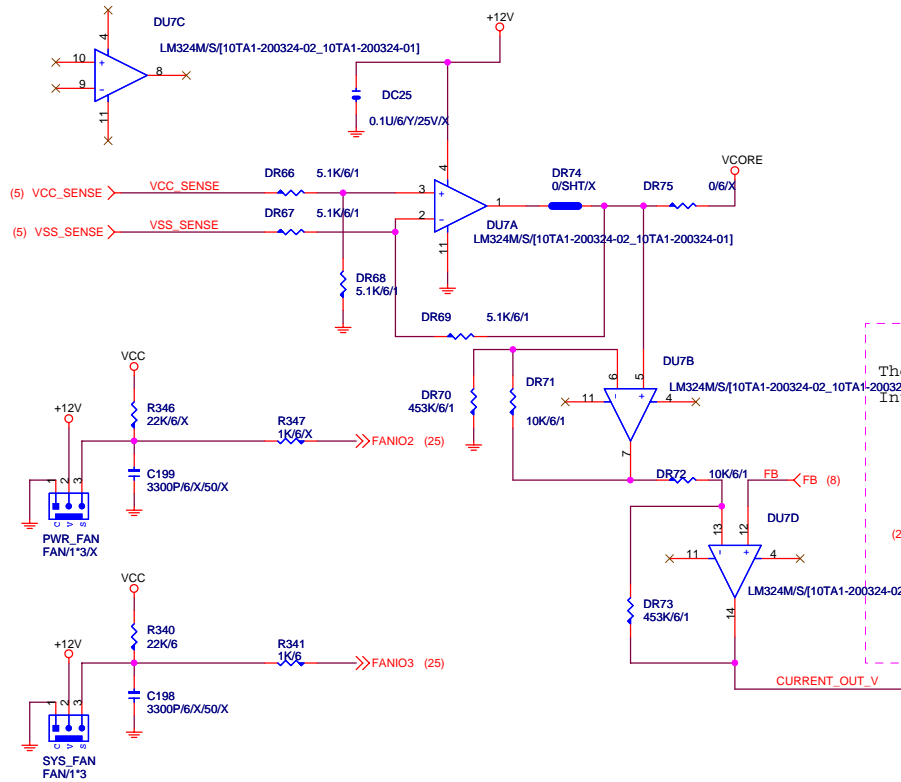 +12V
DU7C
4
LM324M/S/[10TA1-200324-02_10TA1-200324-01]
10
+
8
9
-
11
DC25
0.1U/6/Y/25V/X
VCORE
4
DR66 5.1K/6/1
DR74
0/SHT/X
DR75 0/6/X
(5) VCC_SENSE VCC_SENSE
3
+
1
2
-
DR67 5.1K/6/1
(5) VSS_SENSE VSS_SENSE
DU7A
LM324M/S/[10TA1-200324-02_10TA1-200324-01]
11
DR68
5.1K/6/1
DR69 5.1K/6/1
VCC
DU7B
6
5
-
+
LM324M/S/[10TA1-200324-02_10TA1-20032
11
4
7
DR70
453K/6/1
DR71
10K/6/1
+12V
R346
22K/6/X
R347
1K/6/X
FANIO2 (25)
C199
3300P/6/X/50/X
1
2
3
C
V
S
PWR_FAN
FAN/1*3/X
DR72 10K/6/1
FB FB (8)
DU7D
13
12
-
+
11
4
LM324M/S/[10TA1-200324-02
14
DR73
453K/6/1
(2
VCC
+12V
R340
22K/6
R341
1K/6
FANIO3 (25)
C198
3300P/6/X/50/X
1
2
3
C
V
S
SYS_FAN
FAN/1*3
CURRENT_OUT_V